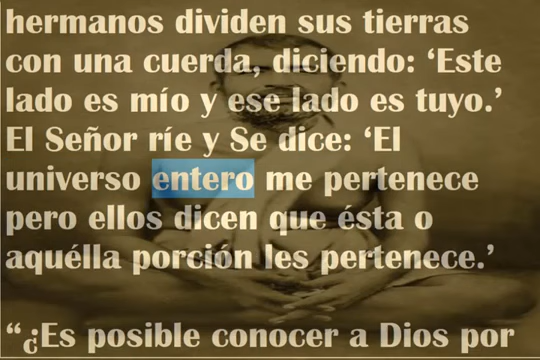 hermanos dividen sus tierras
con una cuerda, diciendo: ‘Este
lado es mío y ese lado es tuyo.’
El Señor ríe y Se dice: ‘El
universo entero me pertenece
pero ellos dicen que ésta o
aquélla porción les pertenece.’
“¿Es posible conocer a Dios por